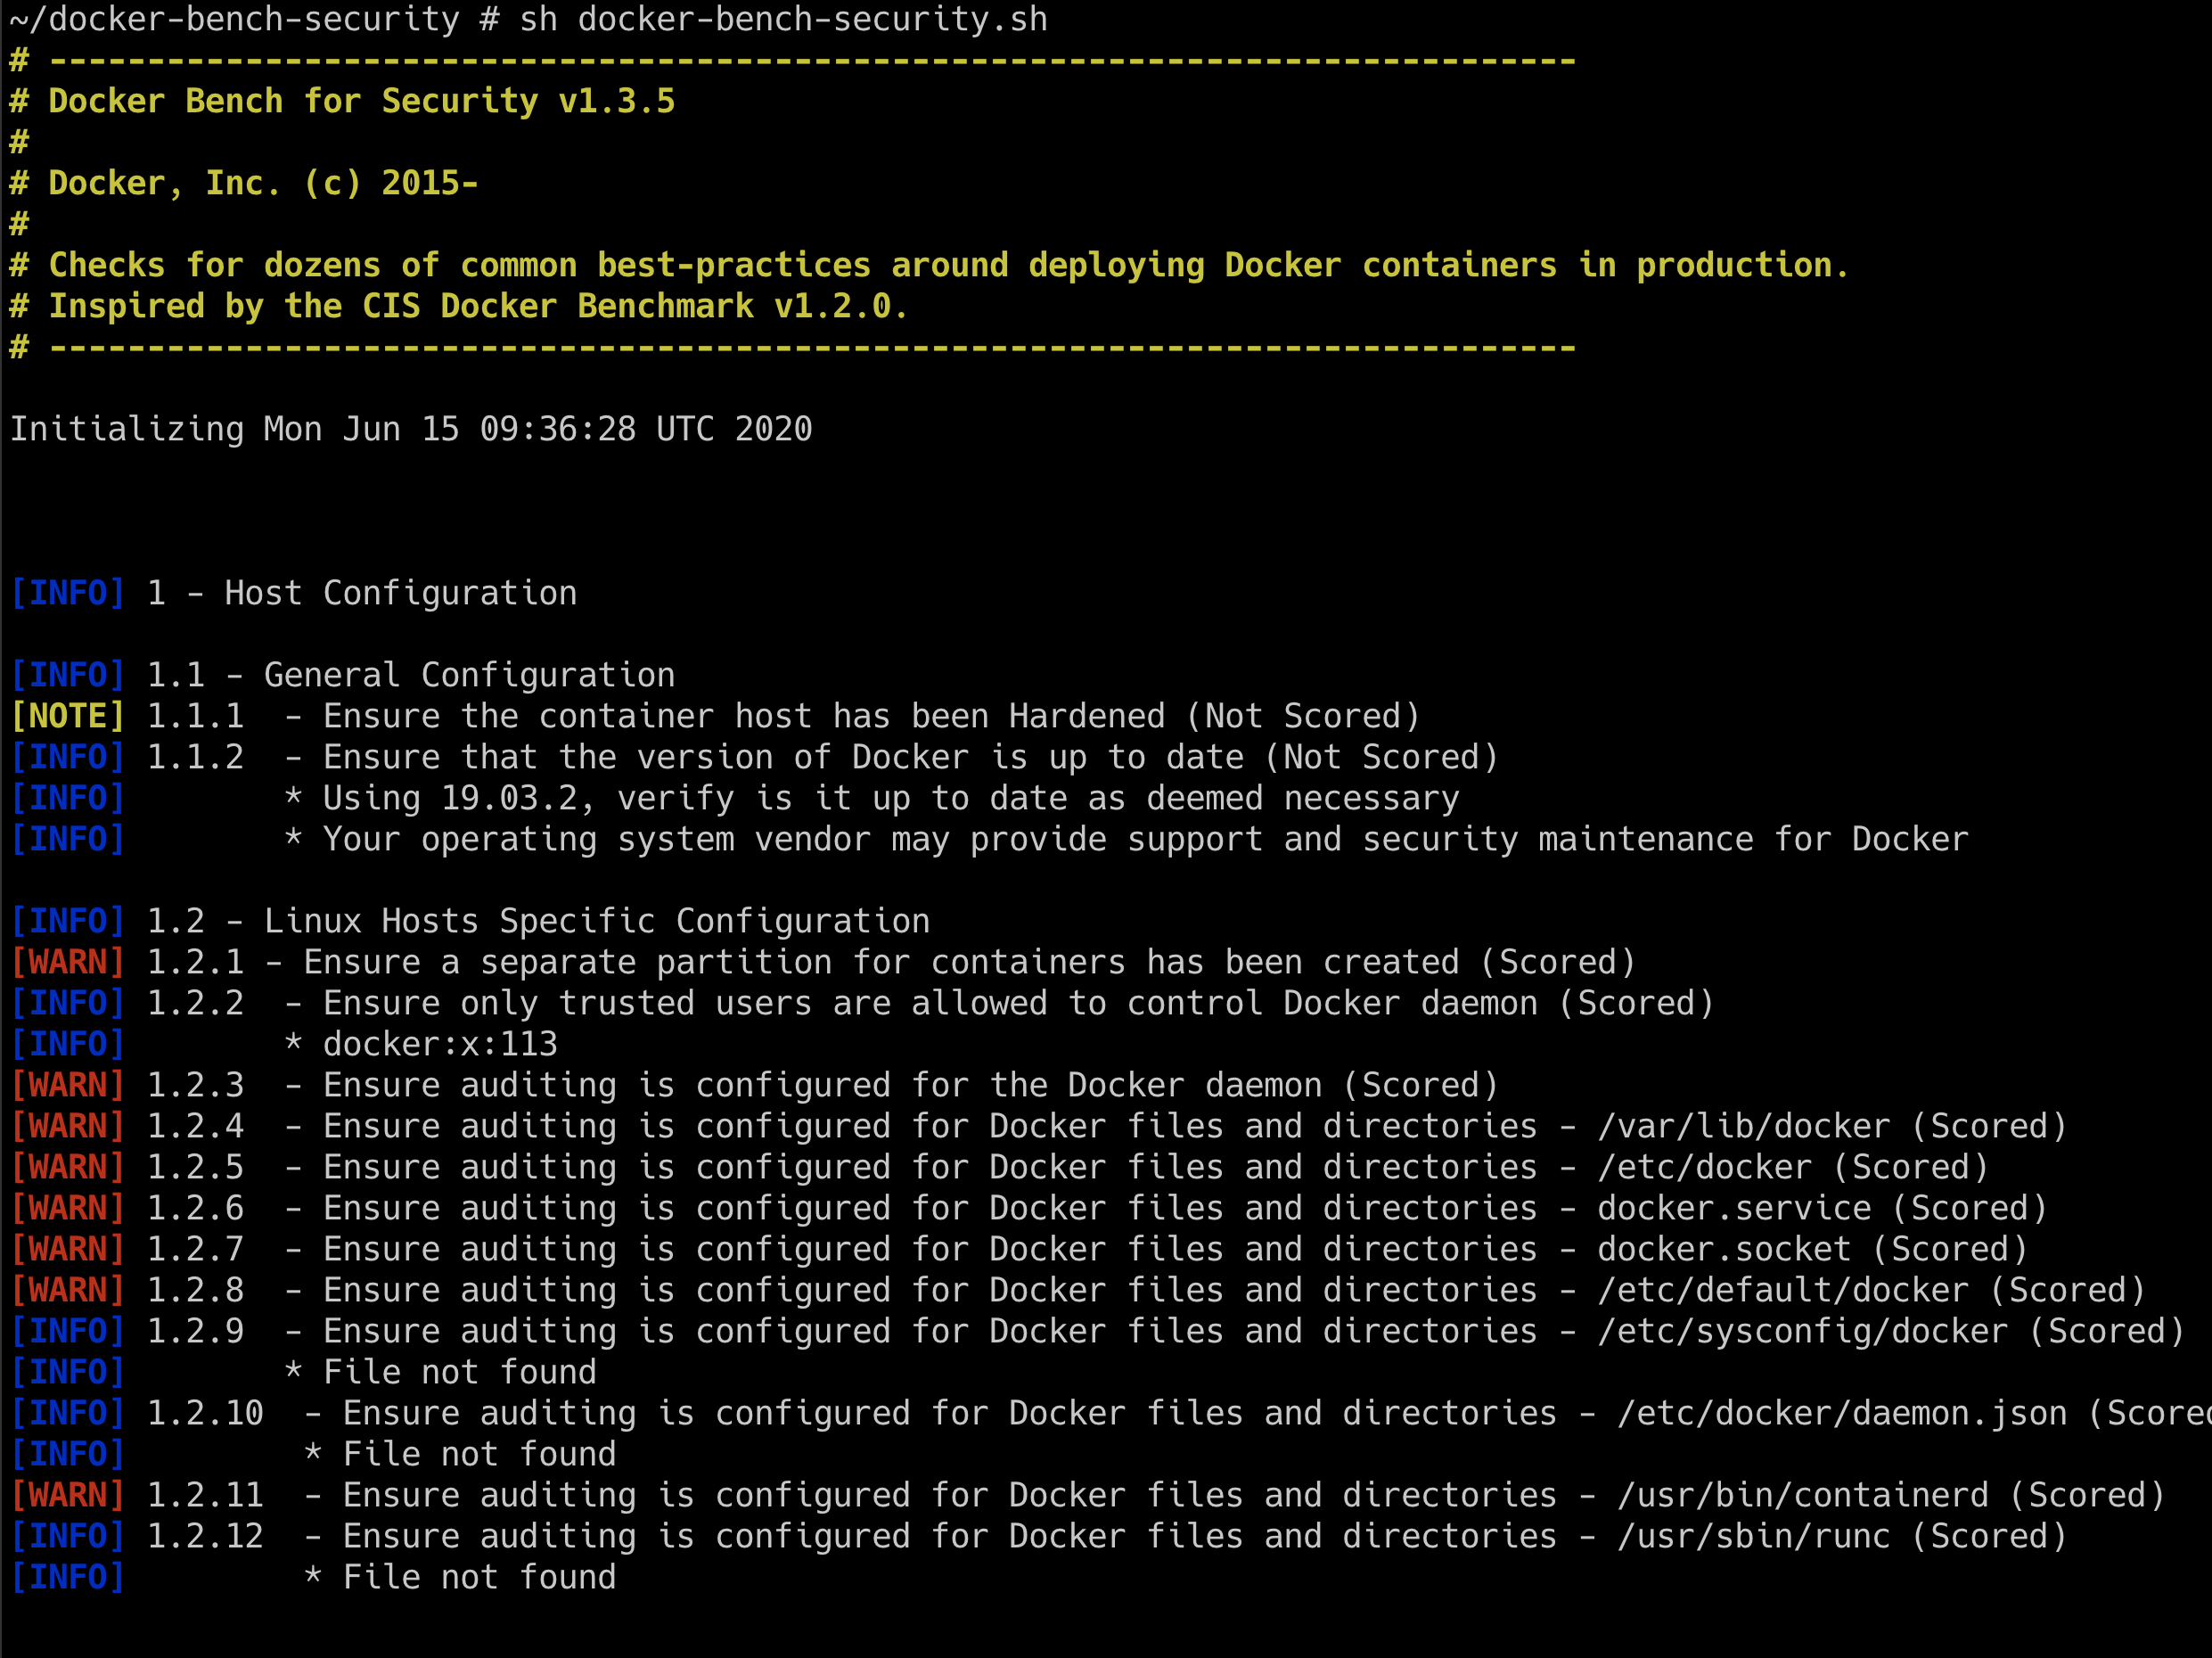 ~/docker-bench-security # sh docker-bench-security.sh
# ------------------------------------------------------------------------------
# Docker Bench for Security v1.3.5
#
# Docker, Inc. (c) 2015-
#
# Checks for dozens of common best-practices around deploying Docker containers in production.
# Inspired by the CIS Docker Benchmark v1.2.0.
# ------------------------------------------------------------------------------
Initializing Mon Jun 15 09:36:28 UTC 2020
[INFO] 1 - Host Configuration
[INFO] 1.1 - General Configuration
[NOTE] 1.1.1  - Ensure the container host has been Hardened (Not Scored)
[INFO] 1.1.2  - Ensure that the version of Docker is up to date (Not Scored)
[INFO]        * Using 19.03.2, verify is it up to date as deemed necessary
[INFO]        * Your operating system vendor may provide support and security maintenance for Docker
[INFO] 1.2 - Linux Hosts Specific Configuration
[WARN] 1.2.1 - Ensure a separate partition for containers has been created (Scored)
[INFO] 1.2.2  - Ensure only trusted users are allowed to control Docker daemon (Scored)
[INFO]        * docker:x:113
[WARN] 1.2.3  - Ensure auditing is configured for the Docker daemon (Scored)
[WARN] 1.2.4  - Ensure auditing is configured for Docker files and directories - /var/lib/docker (Scored)
[WARN] 1.2.5  - Ensure auditing is configured for Docker files and directories - /etc/docker (Scored)
[WARN] 1.2.6  - Ensure auditing is configured for Docker files and directories - docker.service (Scored)
[WARN] 1.2.7  - Ensure auditing is configured for Docker files and directories - docker.socket (Scored)
[WARN] 1.2.8  - Ensure auditing is configured for Docker files and directories - /etc/default/docker (Scored)
[INFO] 1.2.9  - Ensure auditing is configured for Docker files and directories - /etc/sysconfig/docker (Scored)
[INFO]        * File not found
[INFO] 1.2.10  - Ensure auditing is configured for Docker files and directories - /etc/docker/daemon.json (Score
[INFO]         * File not found
[WARN] 1.2.11  - Ensure auditing is configured for Docker files and directories - /usr/bin/containerd (Scored)
[INFO] 1.2.12  - Ensure auditing is configured for Docker files and directories - /usr/sbin/runc (Scored)
[INFO]         * File not found